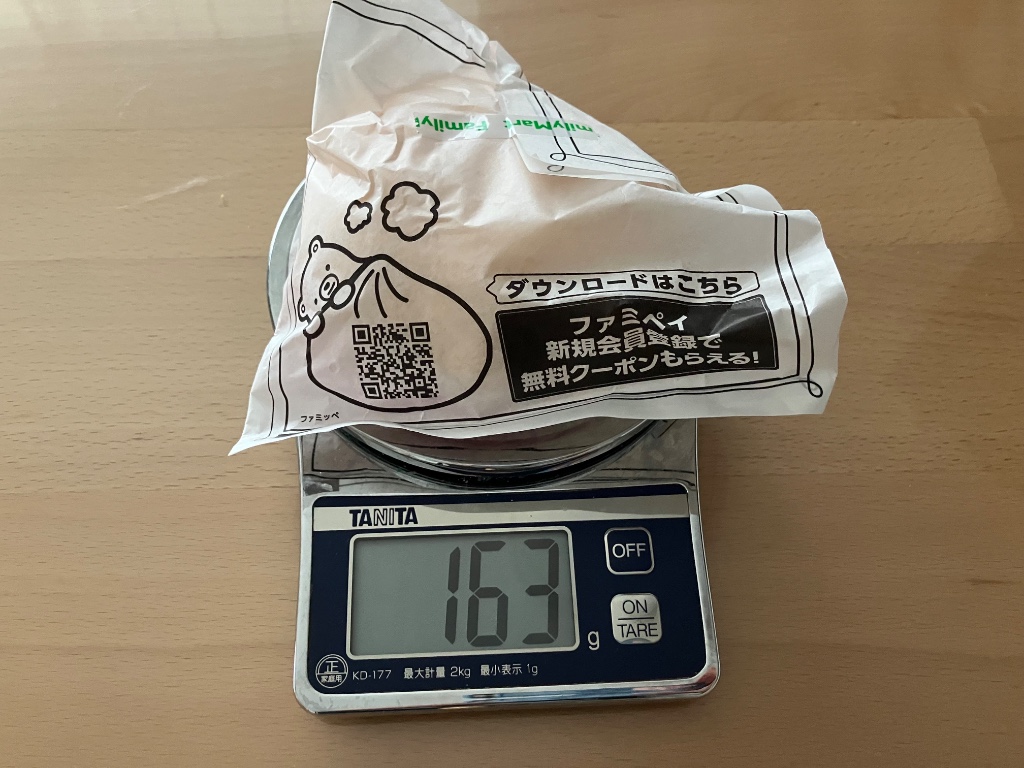 milyMart Family
ダウンロードはこちら
ファミペイ
新規会員登録で
無料クーポンもらえる!
ファミッペ
TANITA
OFF
163 g
ON
TARE
正
家庭用
KD-177 最大計量 2kg 最小表示 1g